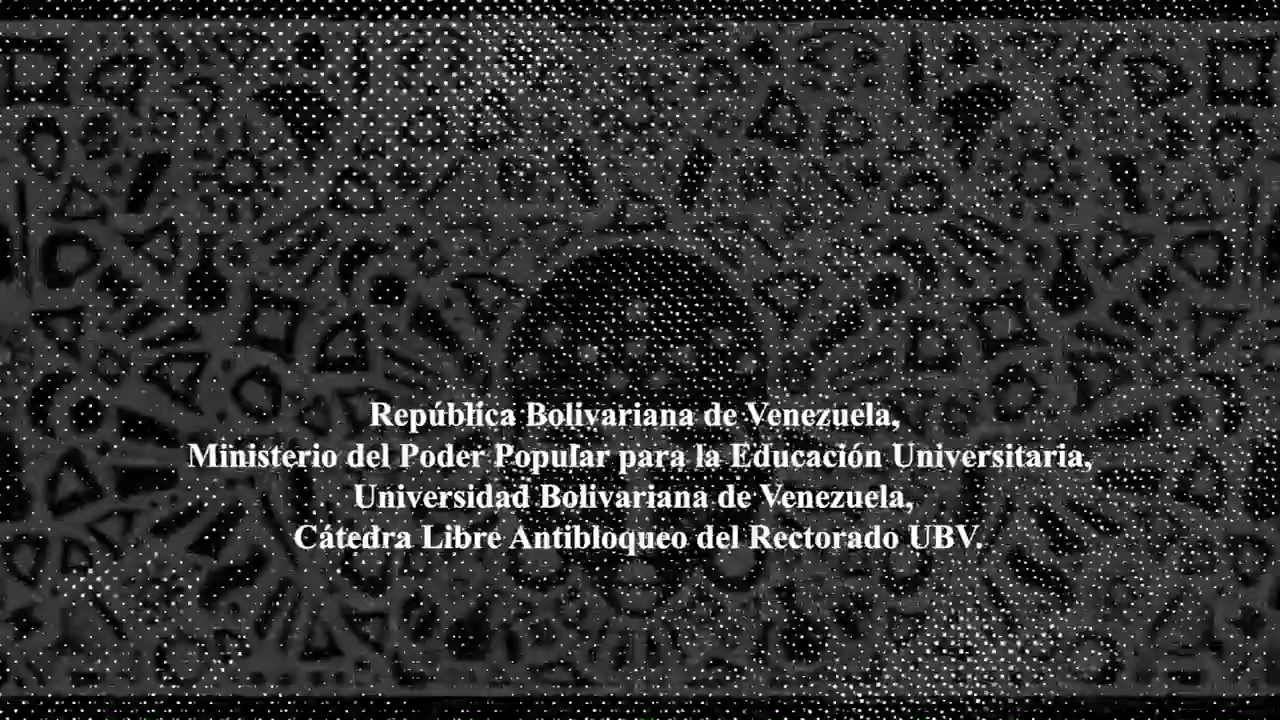 República Bolivariana de Venezuela,
Ministerio del Poder Popular para la Educación Universitaria,
Universidad Bolivariana de Venezuela,
Cátedra Libre Antibloqueo del Rectorado UBV.